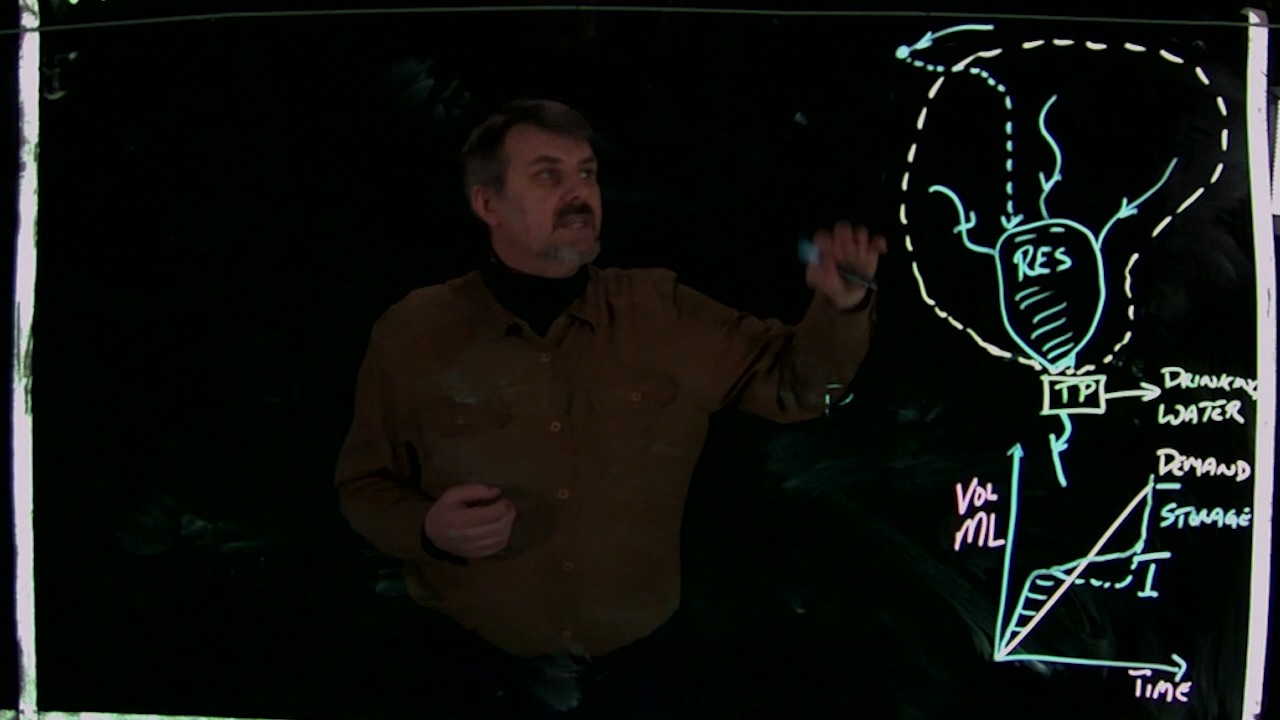 RES
TP
DRINKING
WATER
DEMAND
VOL
ML
STORAGE
I
TIME